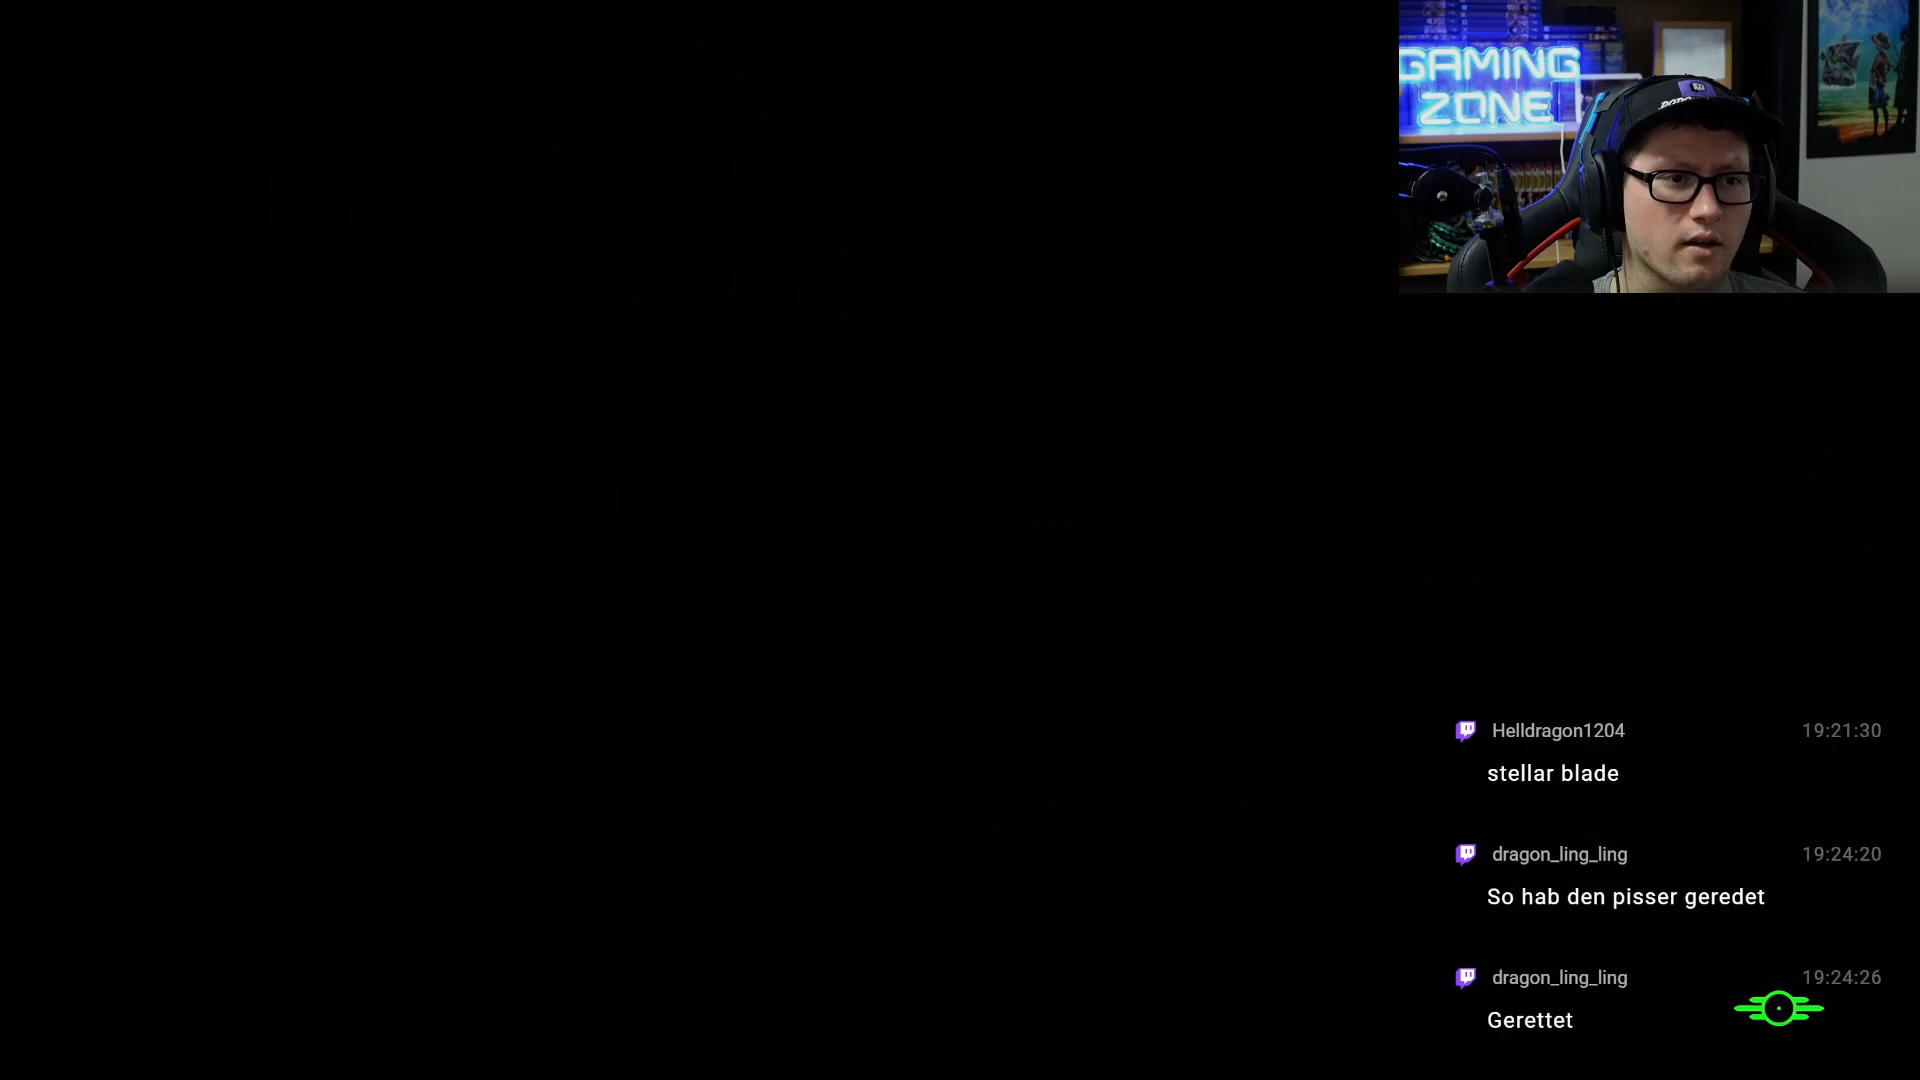 GAMING
ZONE
Helldragon1204 19:21:30
stellar blade
dragon_ling_ling 19:24:20
So hab den pisser geredet
dragon_ling_ling 19:24:26
Gerettet